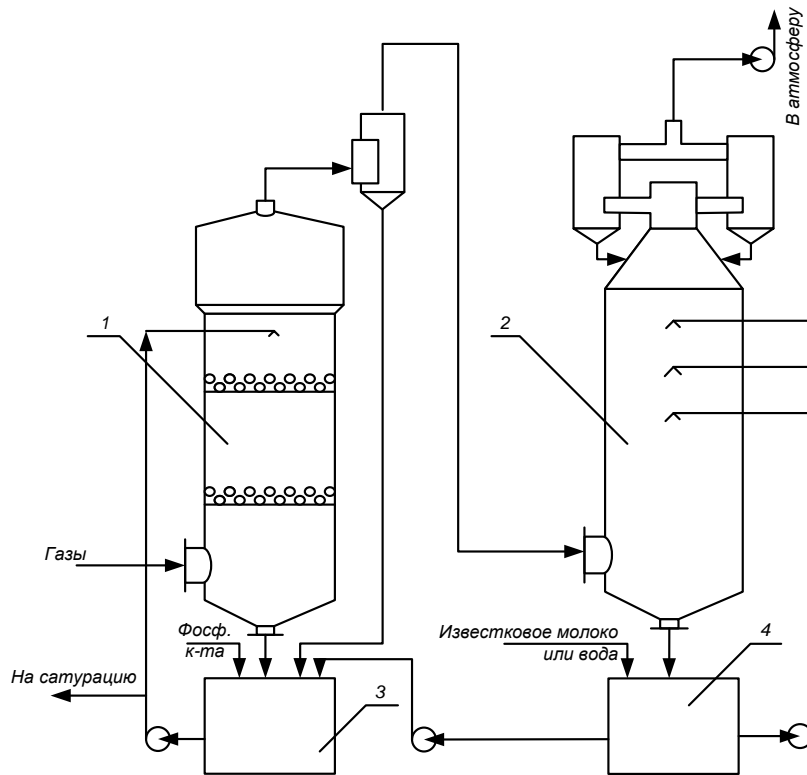 В атмосферу
1
2
Газы
Фосф.
к-та
Известковое молоко
или вода
4
На сатурацию
3